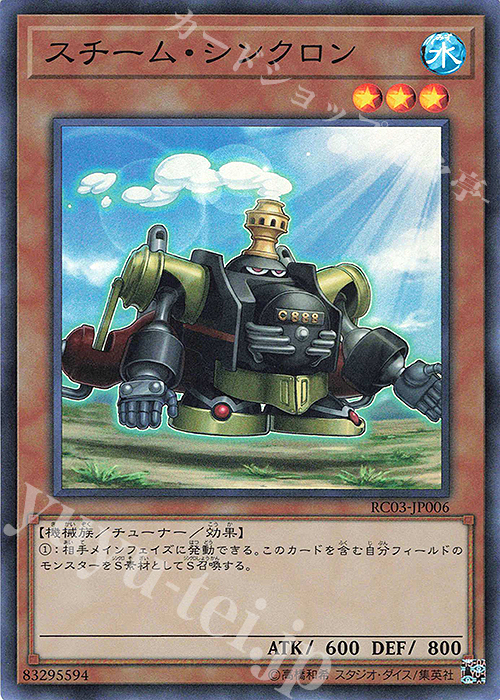 スチーム・シンクロン
水
C888
RC03-JP006
【機械族／チューナー／効果】
①：相手メインフェイズに発動できる。このカードを含む自分フィールドの
モンスターをＳ素材としてＳ召喚する。
ATK/ 600 DEF/ 800
83295594
©高橋和希 スタジオ・ダイス/集英社
yuyu-tei.jp